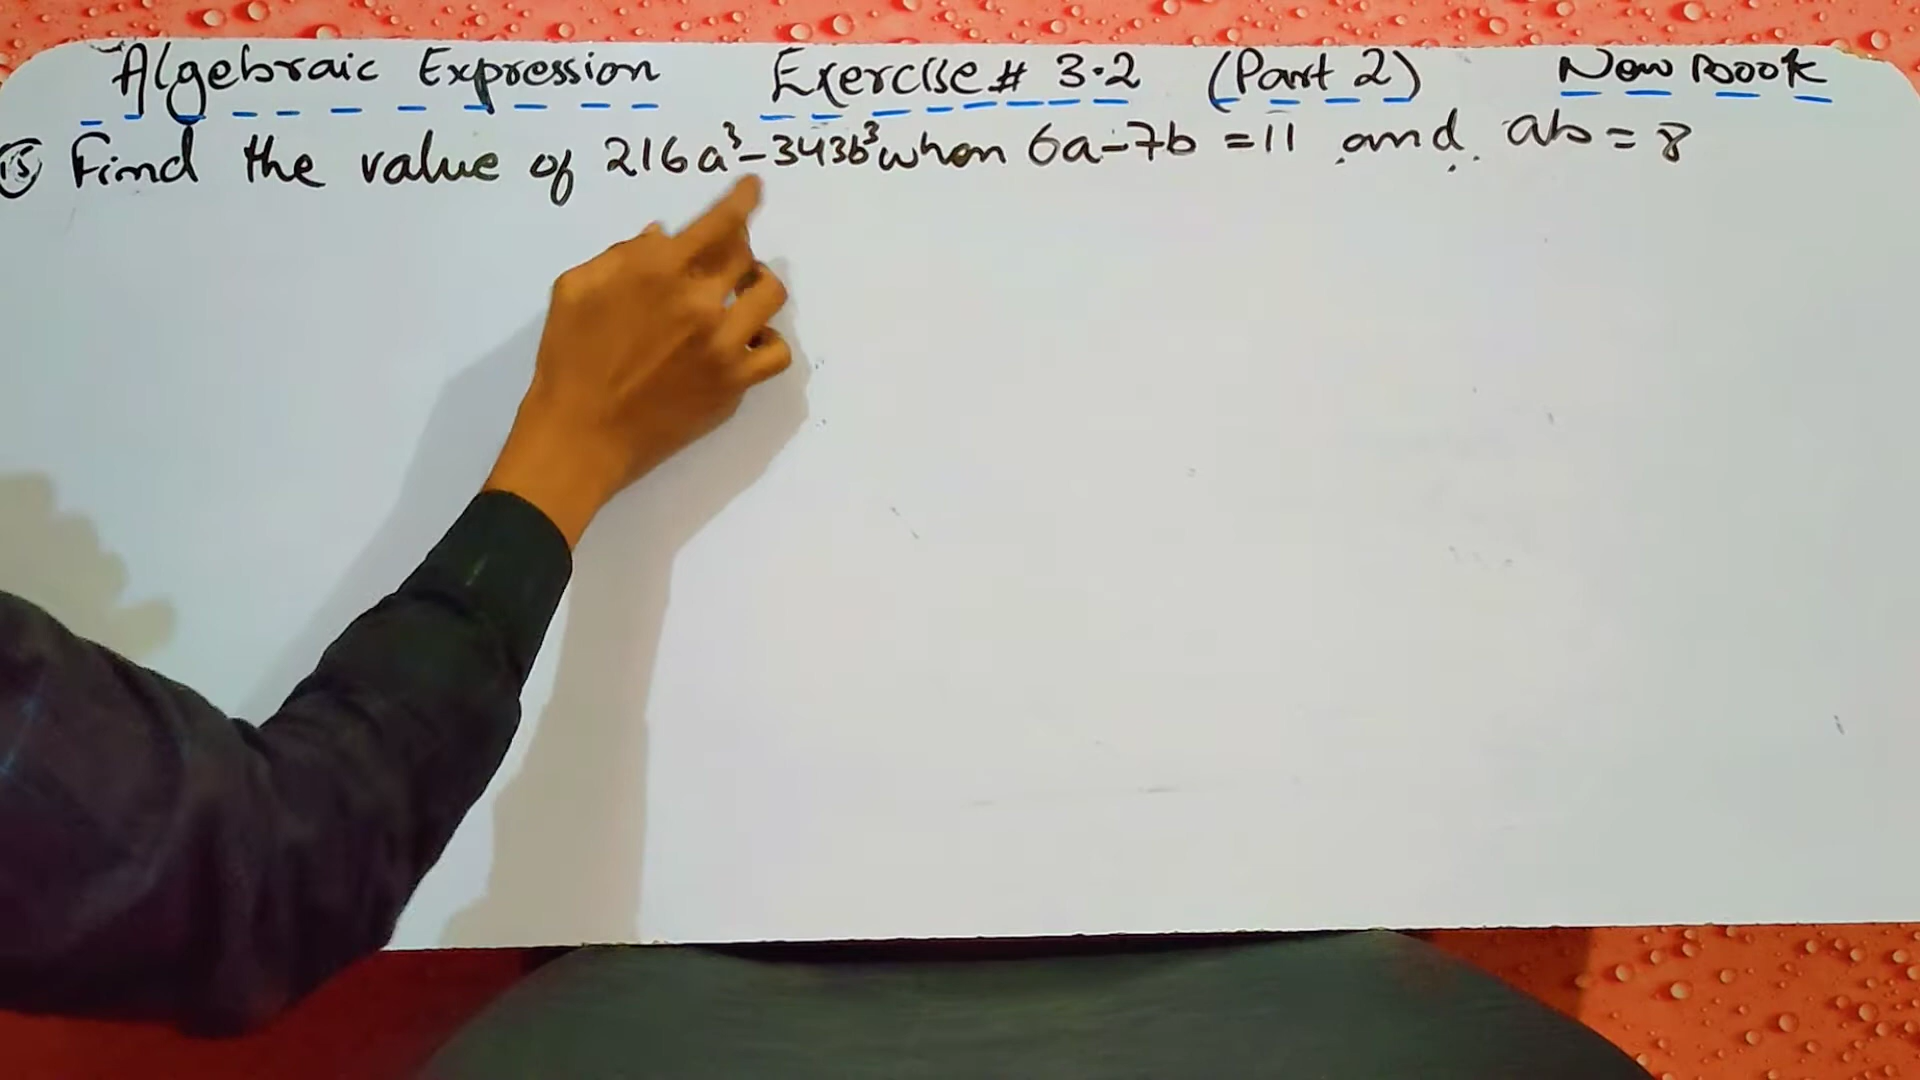 Algebraic Expression Exercise # 3.2 (Part 2) New Book
15 Find the value of 216a³-343b³ when 6a-7b = 11 and ab = 8